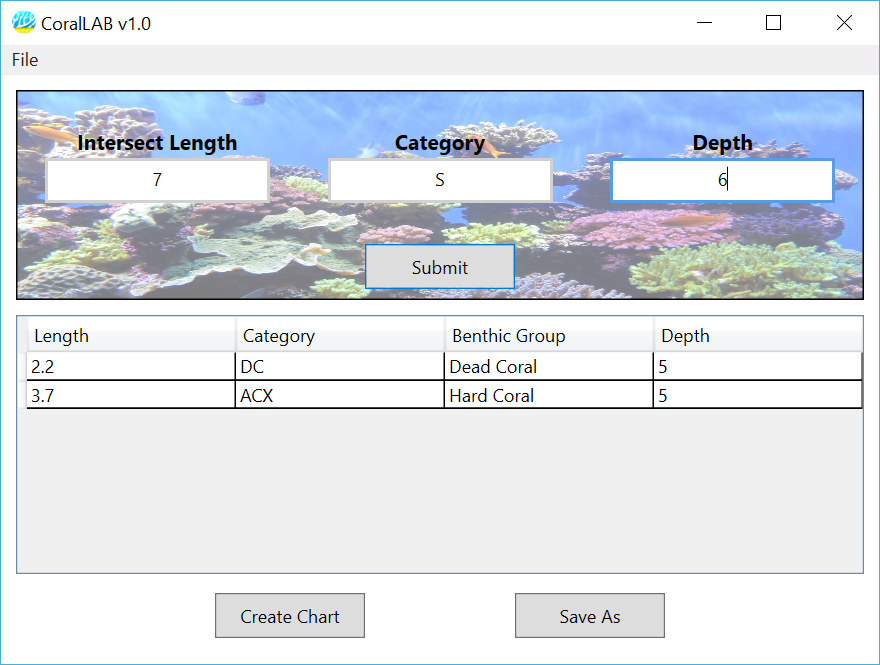 CoralLAB v1.0
File
Intersect Length Category Depth
7 S 6
Submit
Length Category Benthic Group Depth
2.2 DC Dead Coral 5
3.7 ACX Hard Coral 5
Create Chart Save As